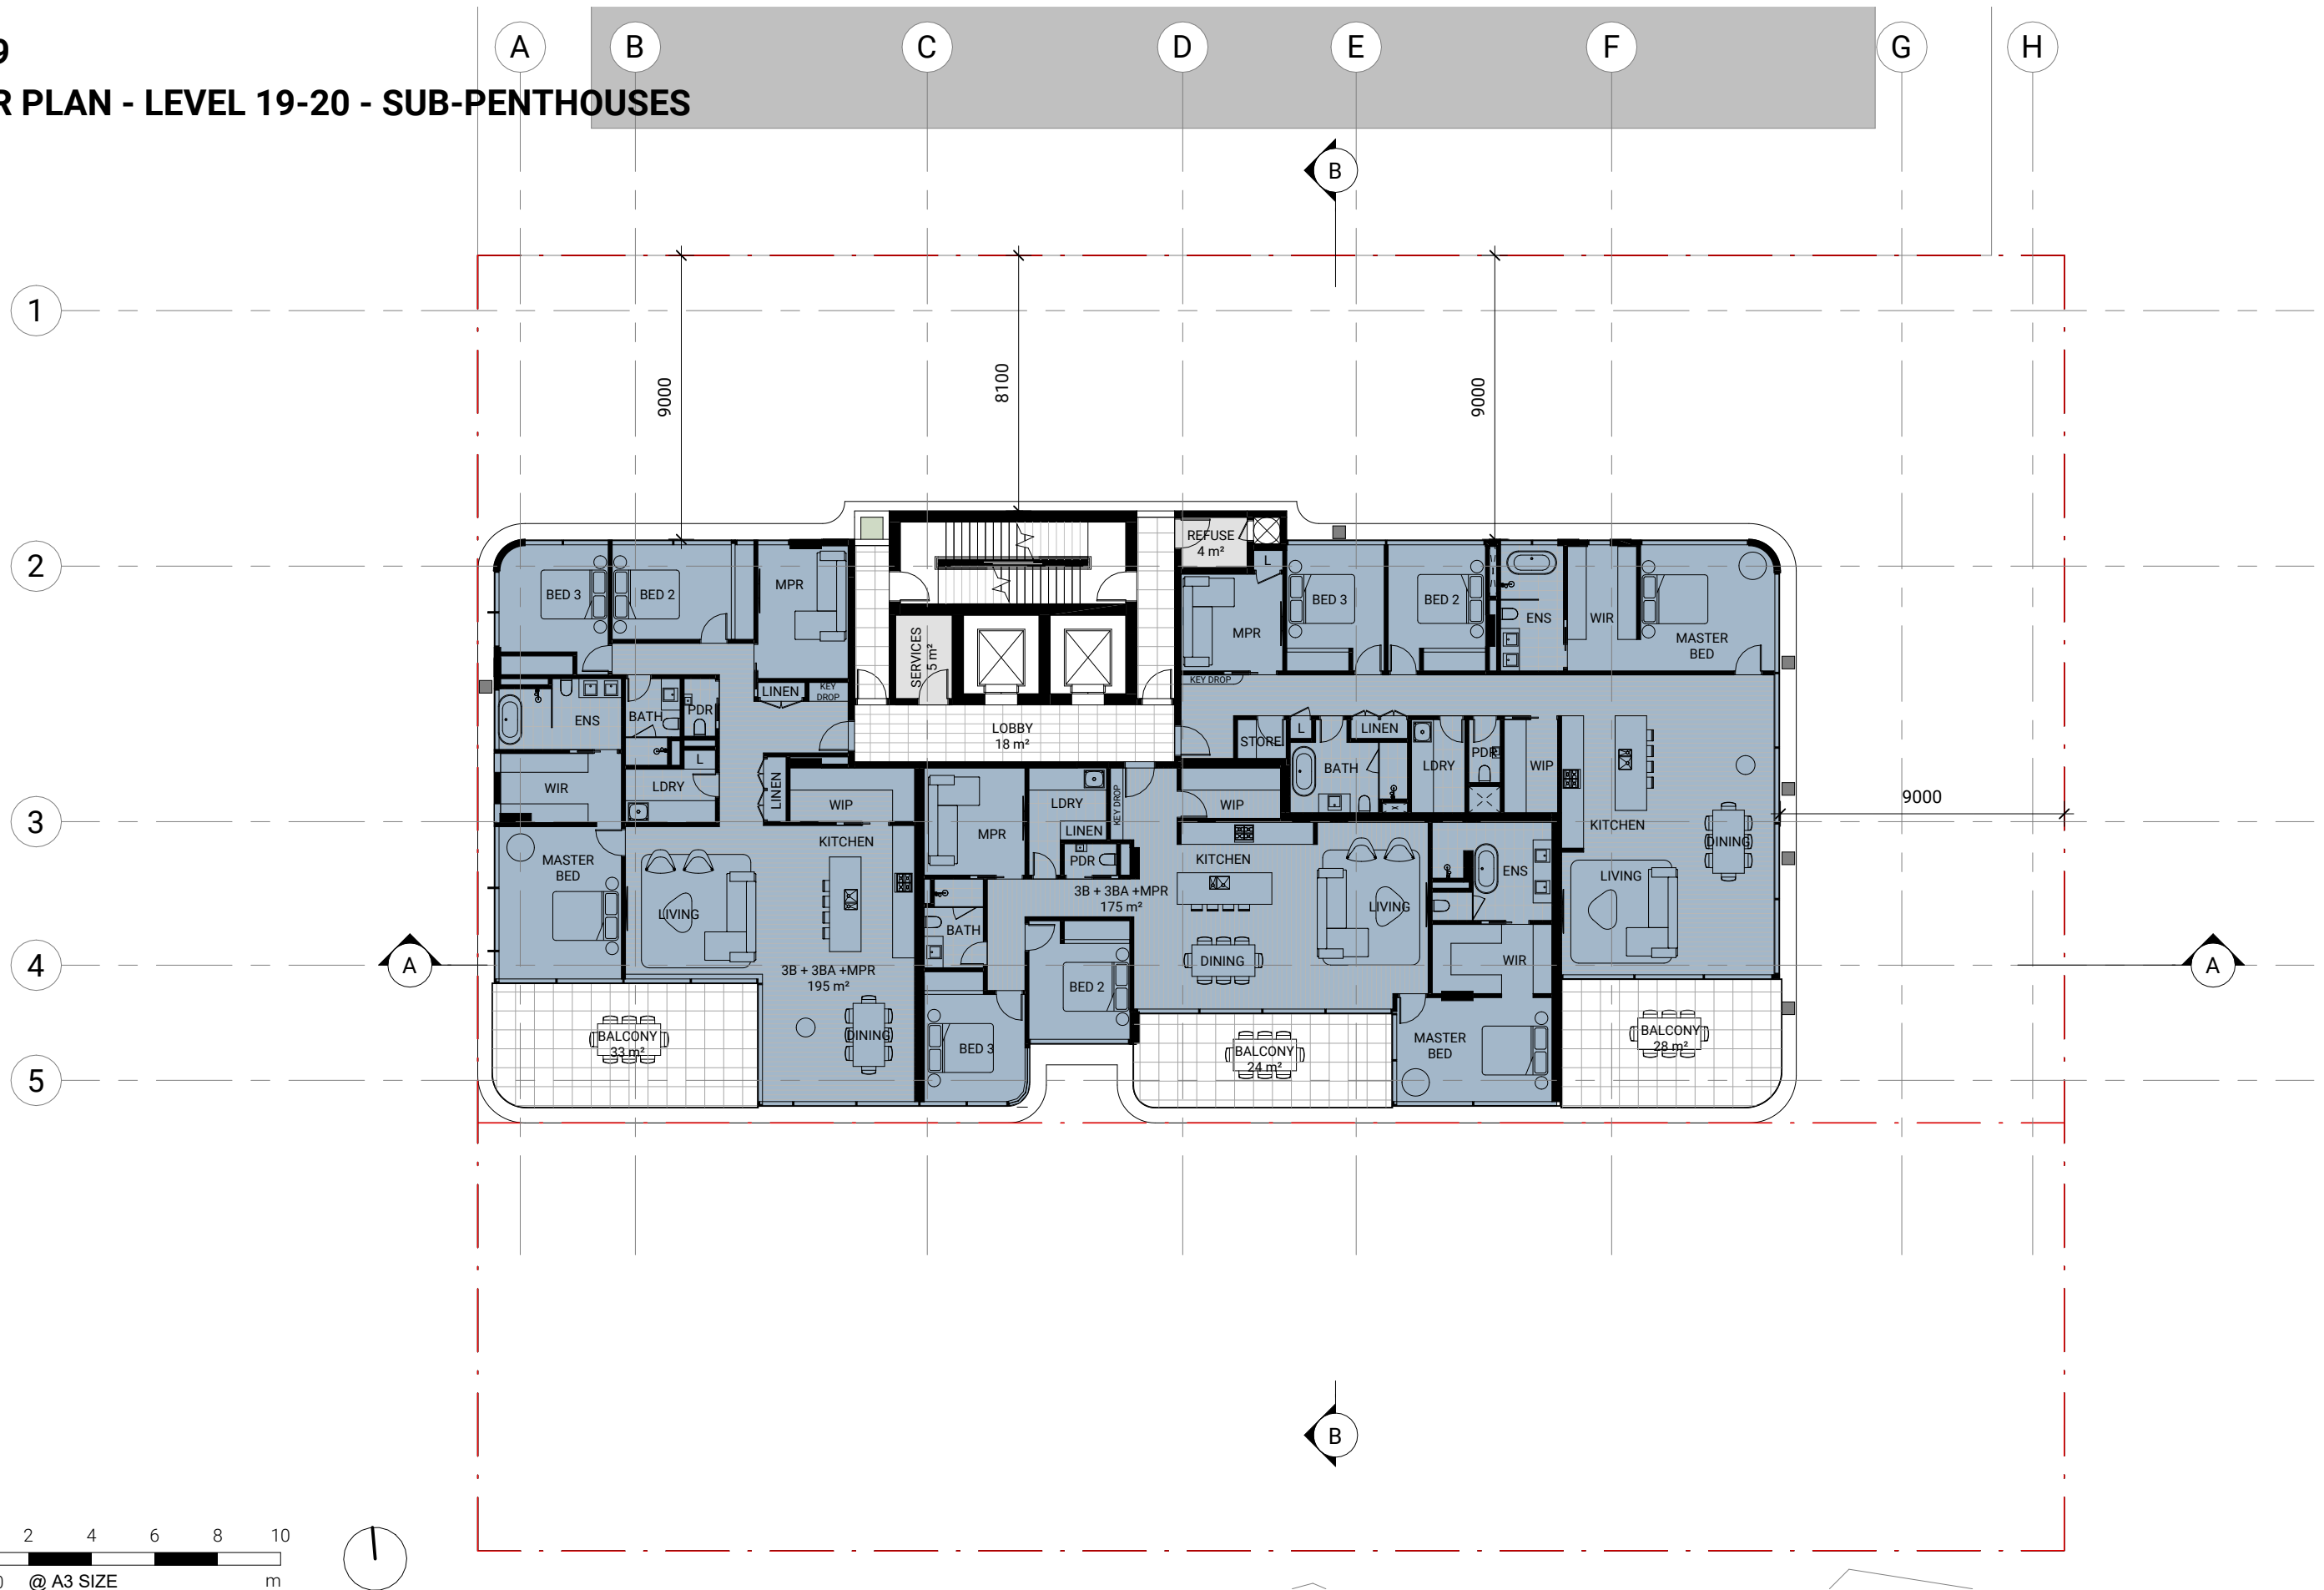 A
B
C
D
E
F
G
H
9
R PLAN - LEVEL 19-20 - SUB-PENTHOUSES
B
1
9000
8100
9000
2
REFUSE
4 m²
L
MPR
BED 3
BED 2
BED 3
BED 2
ENS
WIR
MPR
MASTER
BED
SERVICES
5 m²
KEY DROP
LINEN
KEY
DROP
ENS
BATH
PDR
LOBBY
18 m²
STORE
L
LINEN
BATH
LDRY
PDR
WIP
L
WIR
LDRY
LINEN
WIP
MPR
LDRY
LINEN
KEY DROP
WIP
9000
3
KITCHEN
DINING
KITCHEN
PDR
KITCHEN
MASTER
BED
LIVING
ENS
LIVING
3B + 3BA +MPR
175 m²
LIVING
BATH
4
A
DINING
WIR
A
3B + 3BA +MPR
195 m²
BED 2
BALCONY
33 m²
DINING
BED 3
BALCONY
24 m²
MASTER
BED
BALCONY
28 m²
5
B
2 4 6 8 10
0 @ A3 SIZE m